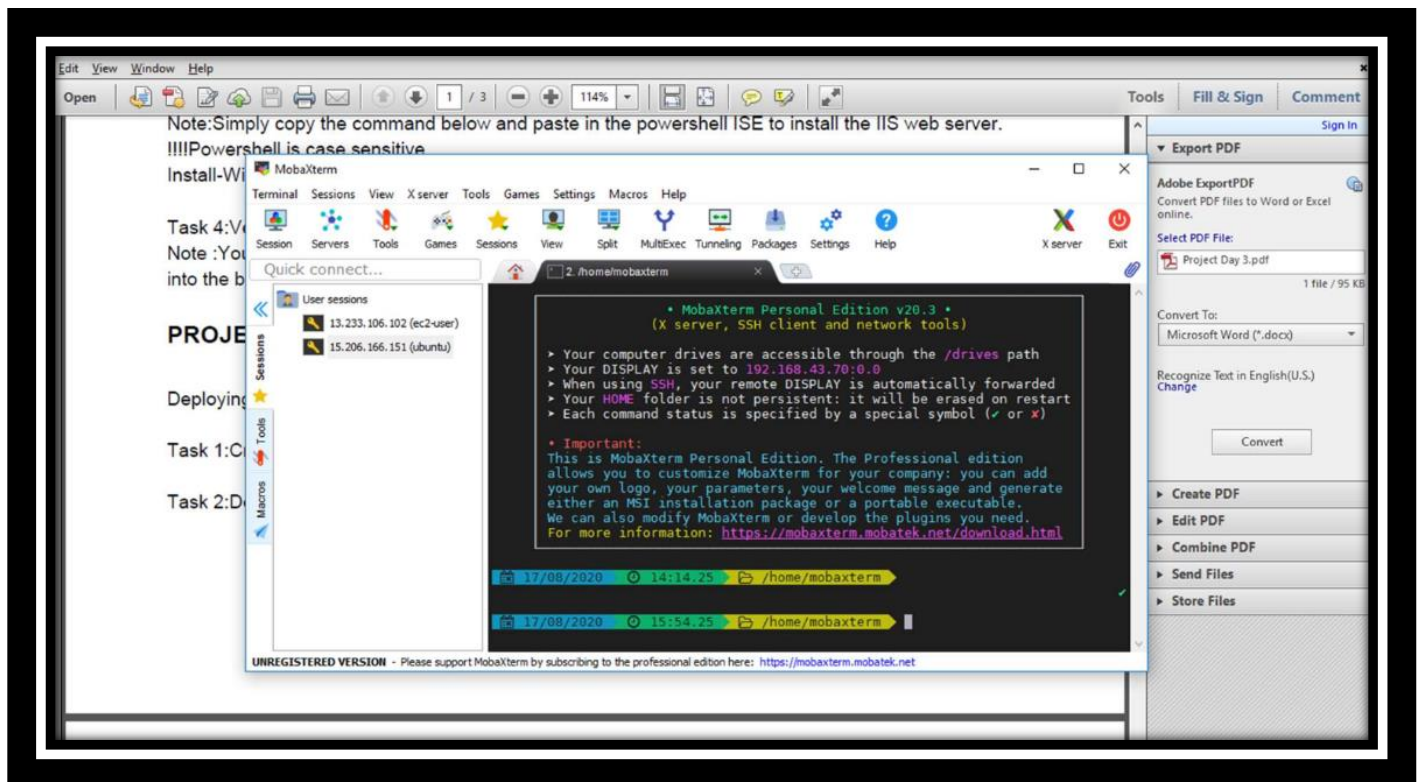 Edit View Window Help
Open 1 / 3 114% Tools Fill & Sign Comment
Note:Simply copy the command below and paste in the powershell ISE to install the IIS web server.
!!!!Powershell is case sensitive
Install-Wi
Task 4:V
Note :You
into the b
PROJE
Deploying
Task 1:C
Task 2:D
MobaXterm
Terminal Sessions View X server Tools Games Settings Macros Help
Session Servers Tools Games Sessions View Split MultiExec Tunneling Packages Settings Help X server Exit
Quick connect...
2. /home/mobaxterm
User sessions
13.233.106.102 (ec2-user)
15.206.166.151 (ubuntu)
Sessions
Tools
Macros
• MobaXterm Personal Edition v20.3 •
(X server, SSH client and network tools)
➤ Your computer drives are accessible through the /drives path
➤ Your DISPLAY is set to 192.168.43.70:0.0
➤ When using SSH, your remote DISPLAY is automatically forwarded
➤ Your HOME folder is not persistent: it will be erased on restart
➤ Each command status is specified by a special symbol (✔ or ✘)
• Important:
This is MobaXterm Personal Edition. The Professional edition
allows you to customize MobaXterm for your company: you can add
your own logo, your parameters, your welcome message and generate
either an MSI installation package or a portable executable.
We can also modify MobaXterm or develop the plugins you need.
For more information: https://mobaxterm.mobatek.net/download.html
17/08/2020 14:14.25 /home/mobaxterm
17/08/2020 15:54.25 /home/mobaxterm
UNREGISTERED VERSION - Please support MobaXterm by subscribing to the professional edition here: https://mobaxterm.mobatek.net
Sign In
Export PDF
Adobe ExportPDF
Convert PDF files to Word or Excel
online.
Select PDF File:
Project Day 3.pdf
1 file / 95 KB
Convert To:
Microsoft Word (*.docx)
Recognize Text in English(U.S.)
Change
Convert
Create PDF
Edit PDF
Combine PDF
Send Files
Store Files